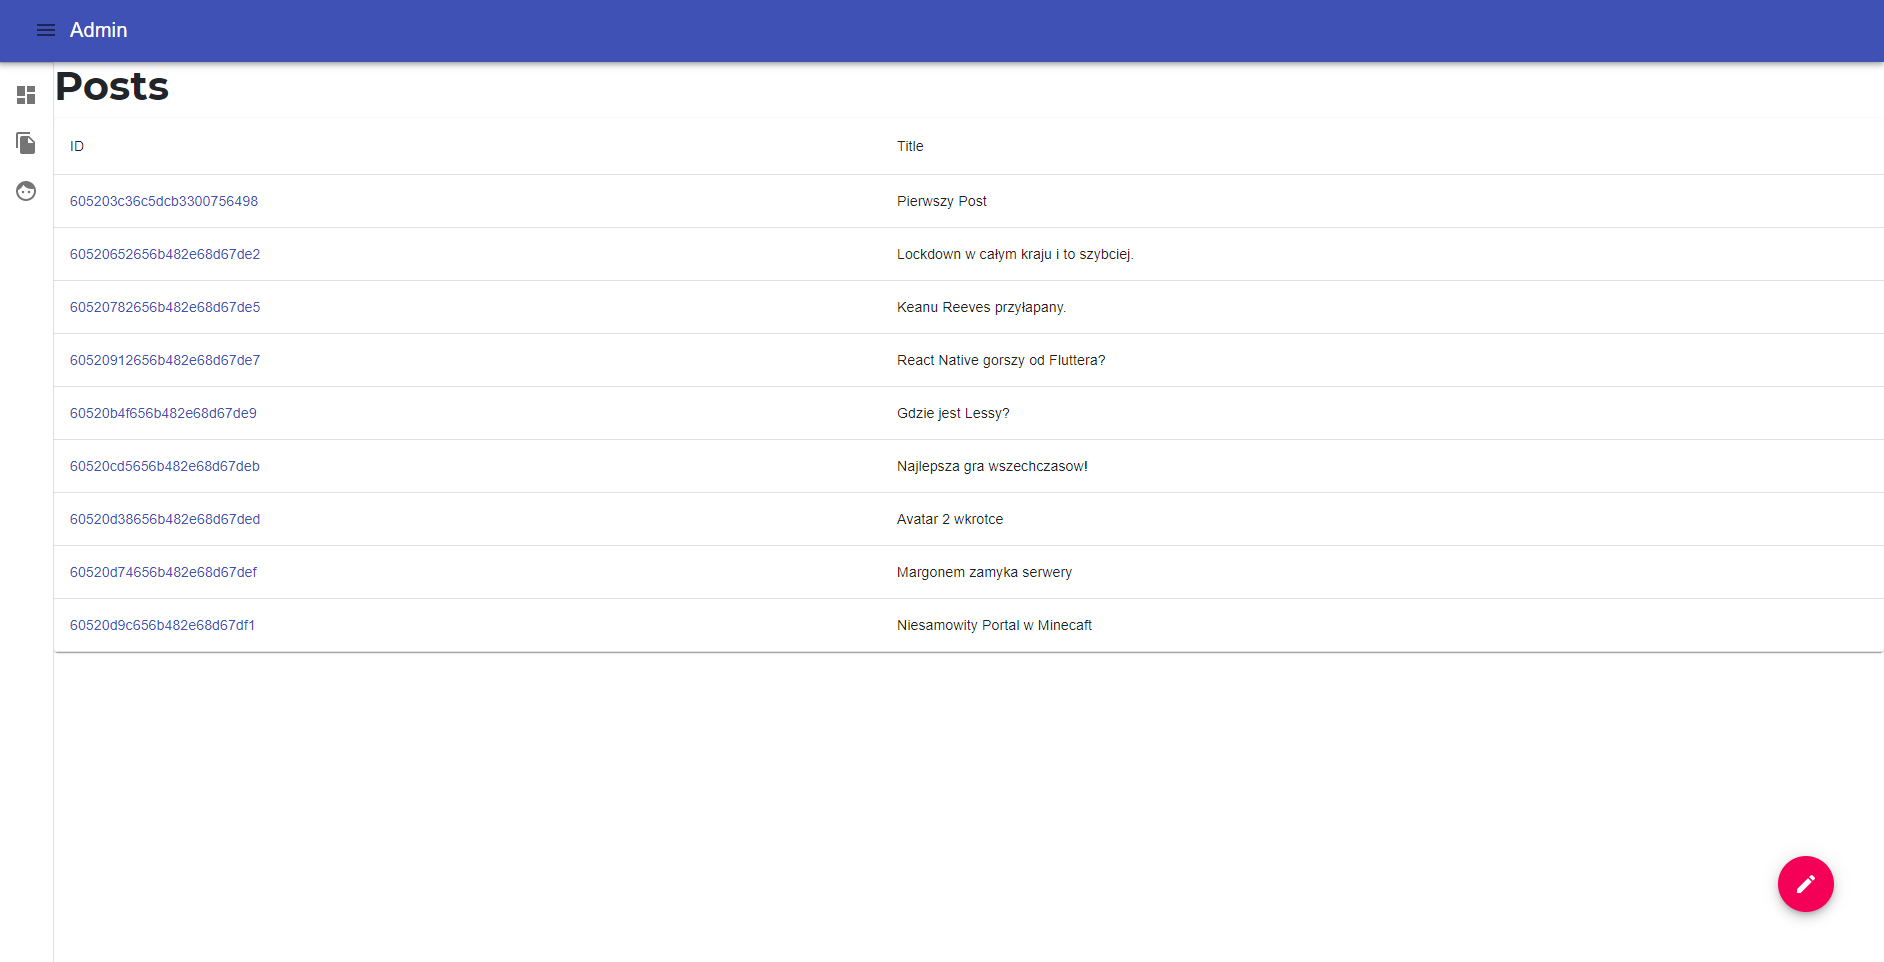 Admin
Posts
ID Title
605203c36c5dcb3300756498 Pierwszy Post
60520652656b482e68d67de2 Lockdown w całym kraju i to szybciej.
60520782656b482e68d67de5 Keanu Reeves przyłapany.
60520912656b482e68d67de7 React Native gorszy od Fluttera?
60520b4f656b482e68d67de9 Gdzie jest Lessy?
60520cd5656b482e68d67deb Najlepsza gra wszechczasow!
60520d38656b482e68d67ded Avatar 2 wkrotce
60520d74656b482e68d67def Margonem zamyka serwery
60520d9c656b482e68d67df1 Niesamowity Portal w Minecaft